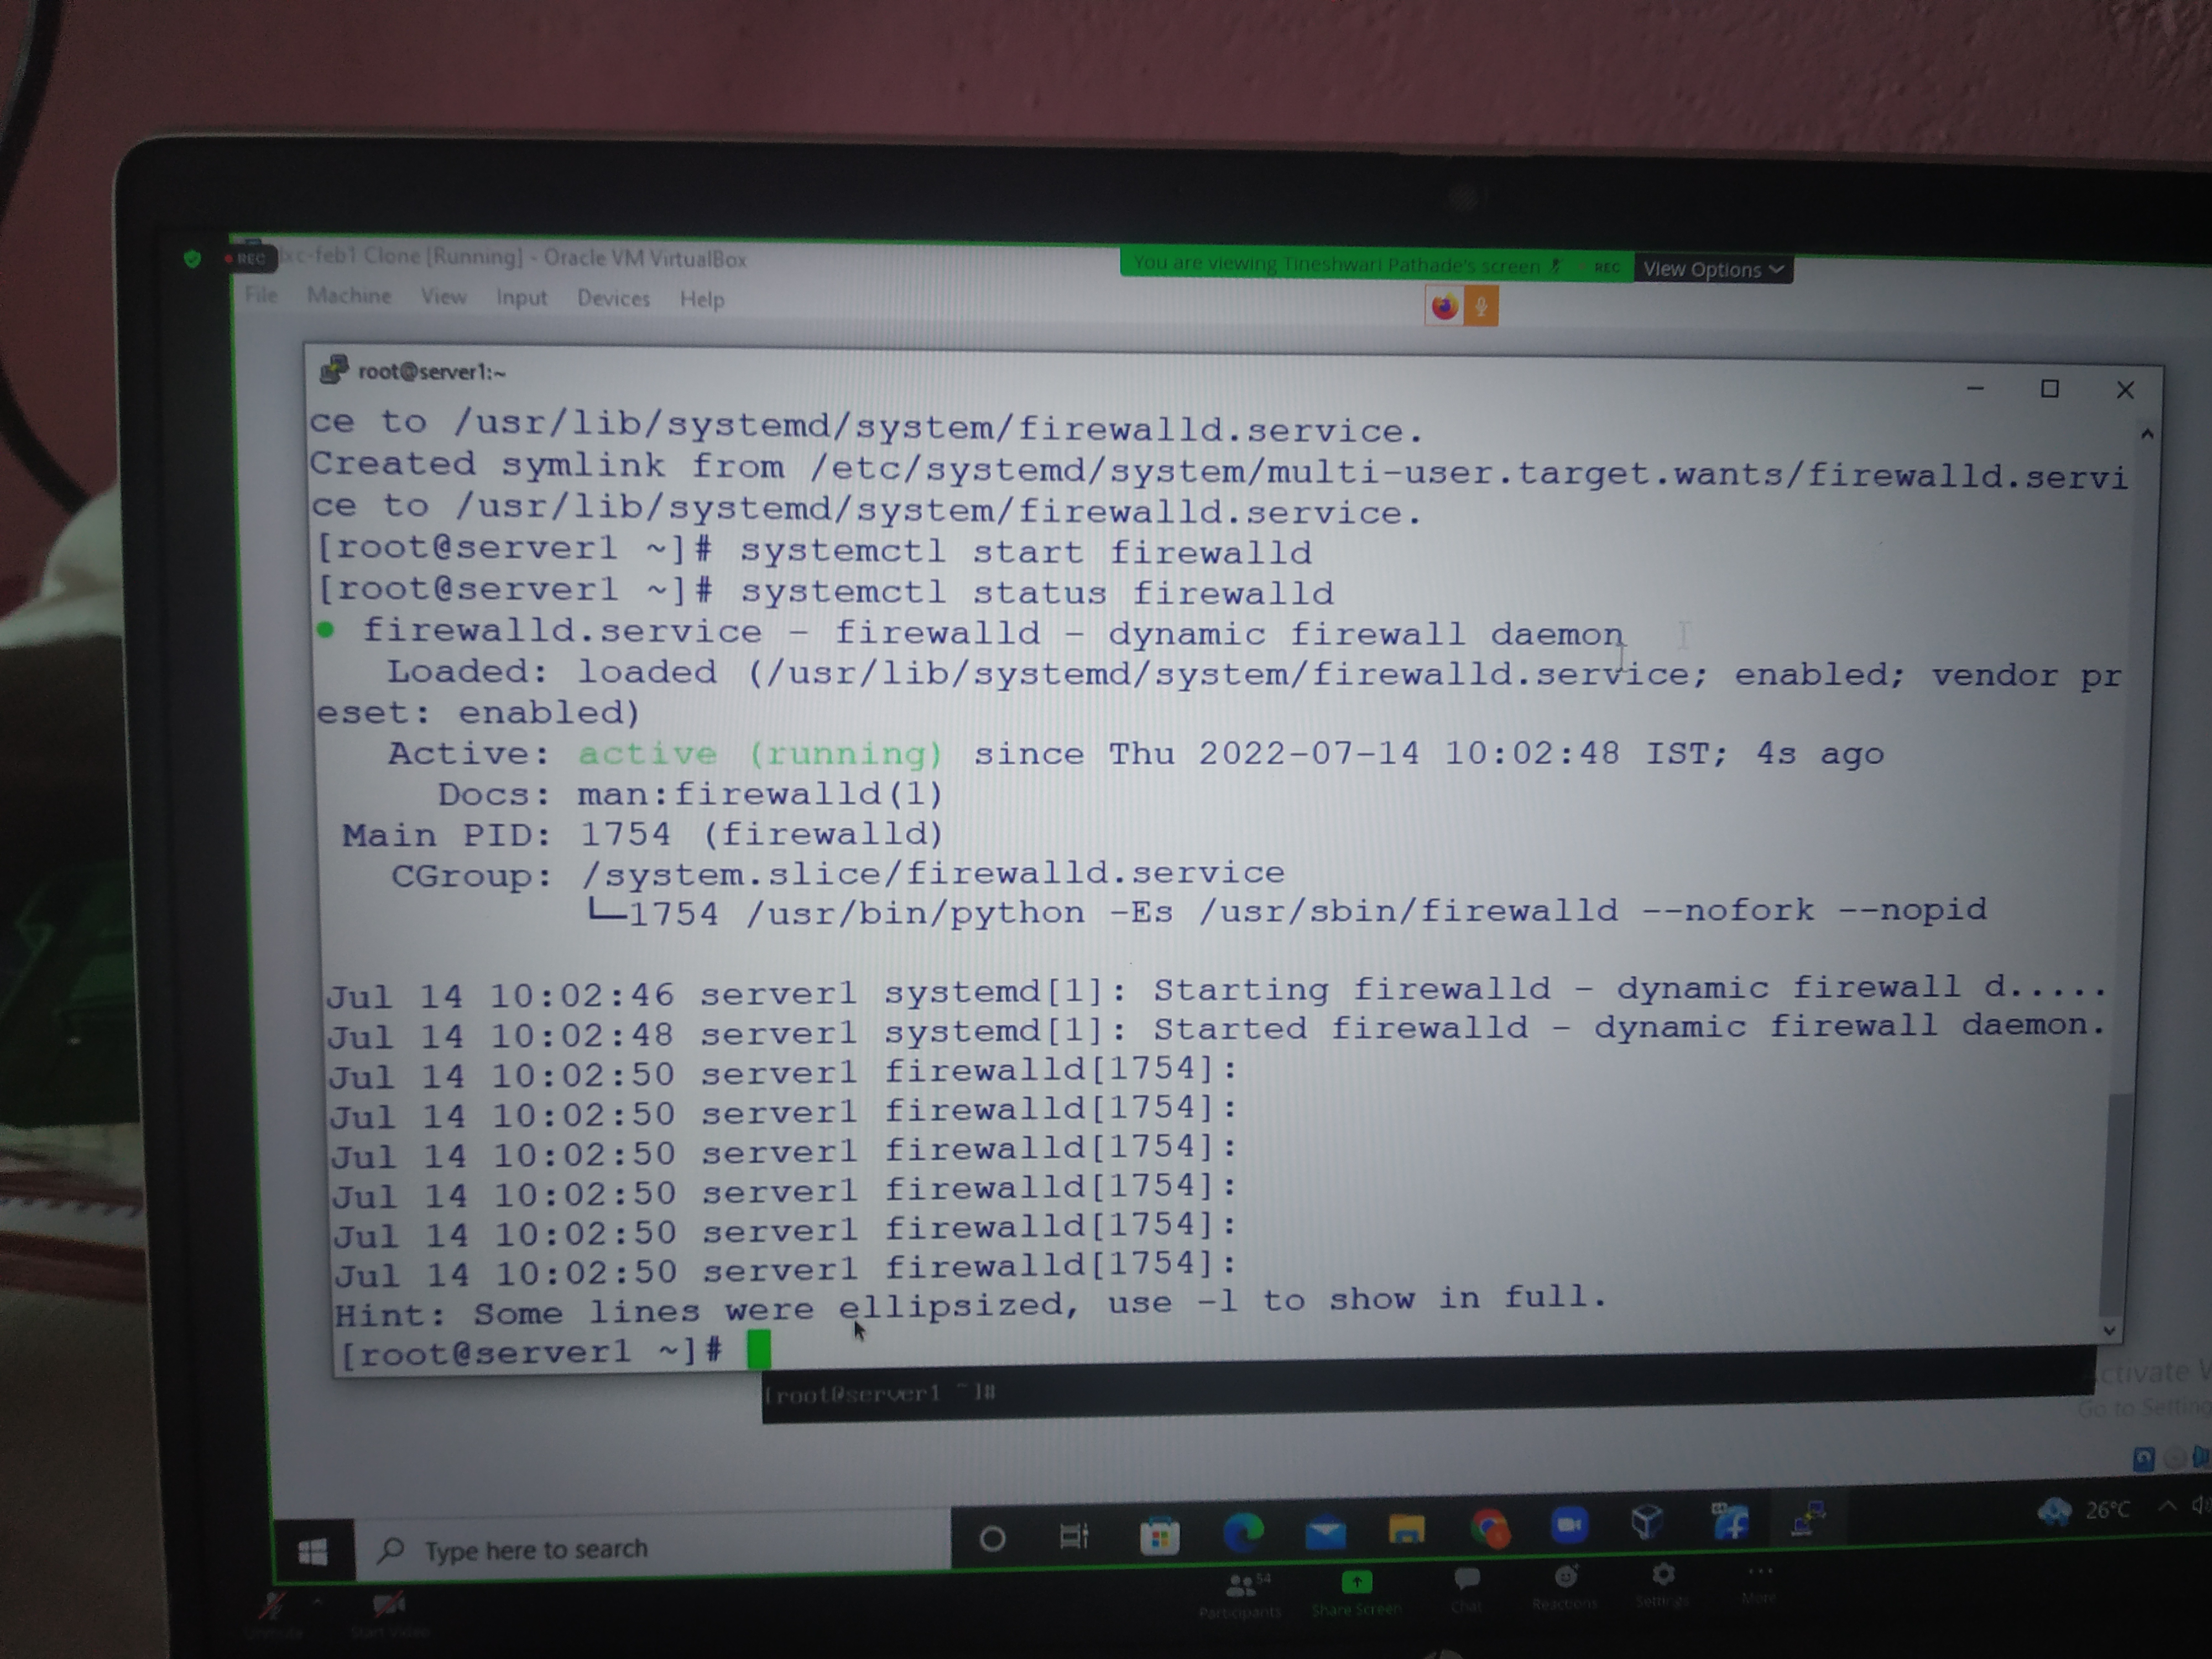 REC
xc-feb1 Clone [Running] - Oracle VM VirtualBox
You are viewing Tineshwari Pathade's screen
REC
View Options
File Machine View Input Devices Help
root@server1:~
ce to /usr/lib/systemd/system/firewalld.service.
Created symlink from /etc/systemd/system/multi-user.target.wants/firewalld.servi
ce to /usr/lib/systemd/system/firewalld.service.
[root@server1 ~]# systemctl start firewalld
[root@server1 ~]# systemctl status firewalld
● firewalld.service - firewalld - dynamic firewall daemon
Loaded: loaded (/usr/lib/systemd/system/firewalld.service; enabled; vendor pr
eset: enabled)
Active: active (running) since Thu 2022-07-14 10:02:48 IST; 4s ago
Docs: man:firewalld(1)
Main PID: 1754 (firewalld)
CGroup: /system.slice/firewalld.service
└─1754 /usr/bin/python -Es /usr/sbin/firewalld --nofork --nopid
Jul 14 10:02:46 server1 systemd[1]: Starting firewalld - dynamic firewall d.....
Jul 14 10:02:48 server1 systemd[1]: Started firewalld - dynamic firewall daemon.
Jul 14 10:02:50 server1 firewalld[1754]:
Jul 14 10:02:50 server1 firewalld[1754]:
Jul 14 10:02:50 server1 firewalld[1754]:
Jul 14 10:02:50 server1 firewalld[1754]:
Jul 14 10:02:50 server1 firewalld[1754]:
Jul 14 10:02:50 server1 firewalld[1754]:
Hint: Some lines were ellipsized, use -l to show in full.
[root@server1 ~]#
[root@server1 ~]#
Activate W
Go to Setting
Type here to search
26°C
54
Unmute
Start Video
Participants
Share Screen
Chat
Reactions
Settings
More